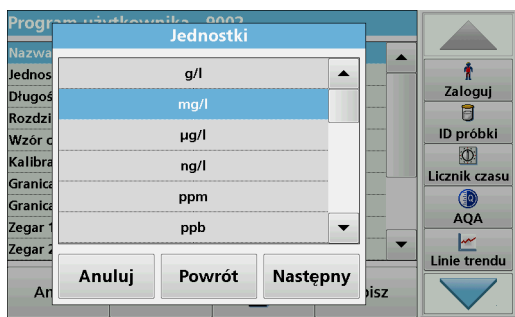 Program użytkownika 9002
Jednostki
Nazwa
Jednos
Długoś
Rozdzi
Wzór c
Kalibra
Granica
Granica
Zegar 1
Zegar 2
g/l
mg/l
µg/l
ng/l
ppm
ppb
Anuluj Powrót Następny
An pisz
Zaloguj
ID próbki
Licznik czasu
AQA
Linie trendu